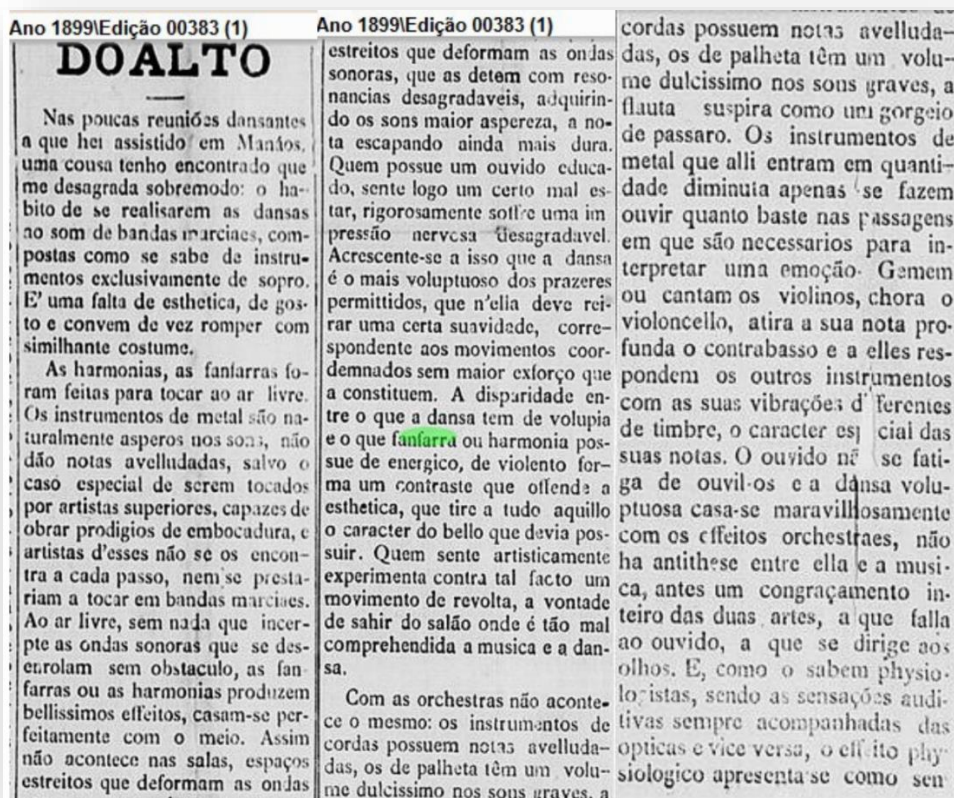 Ano 1899\Edição 00383 (1)
DO ALTO
Nas poucas reuniões dansantes
a que hei assistido em Manáos,
uma cousa tenho encontrado que
me desagrada sobremodo: o ha-
bito de se realisarem as dansas
ao som de bandas marciaes, com-
postas como se sabe de instru-
mentos exclusivamente de sopro.
E' uma falta de esthetica, de gos-
to e convem de vez romper com
similhante costume.
As harmonias, as fanfarras fo-
ram feitas para tocar ao ar livre.
Os instrumentos de metal são na-
turalmente asperos nos sons, não
dão notas avelludadas, salvo o
caso especial de serem tocados
por artistas superiores, capazes de
obrar prodigios de embocadura, e
artistas d'esses não se os encon-
tra a cada passo, nem se presta-
riam a tocar em bandas marciaes.
Ao ar livre, sem nada que incer-
pte as ondas sonoras que se des-
enrolam sem obstaculo, as fan-
farras ou as harmonias produzem
bellissimos effeitos, casam-se per-
feitamente com o meio. Assim
não acontece nas salas, espaços
estreitos que deformam as ondas
Ano 1899\Edição 00383 (1)
estreitos que deformam as ondas
sonoras, que as detem com reso-
nancias desagradaveis, adquirin-
do os sons maior aspereza, a no-
ta escapando ainda mais dura.
Quem possue um ouvido educa-
do, sente logo um certo mal es-
tar, rigorosamente soffre uma im
pressão nervosa desagradavel.
Acrescente-se a isso que a dansa
é o mais voluptuoso dos prazeres
permittidos, que n'ella deve rei-
rar uma certa suavidade, corre-
spondente aos movimentos coor-
demnados sem maior exforço que
a constituem. A disparidade en-
tre o que a dansa tem de volupia
e o que fanfarra ou harmonia pos-
sue de energico, de violento for-
ma um contraste que offende a
esthetica, que tire a tudo aquillo
o caracter do bello que devia pos-
suir. Quem sente artisticamente
experimenta contra tal facto um
movimento de revolta, a vontade
de sahir do salão onde é tão mal
comprehendida a musica e a dan-
sa.
Com as orchestras não aconte-
ce o mesmo: os instrumentos de
cordas possuem notas avelluda-
das, os de palheta têm um volu-
me dulcissimo nos sons graves, a
cordas possuem notas avelluda-
das, os de palheta têm um volu-
me dulcissimo nos sons graves, a
flauta suspira como um gorgeio
de passaro. Os instrumentos de
metal que alli entram em quanti-
dade diminuta apenas se fazem
ouvir quanto baste nas passagens
em que são necessarios para in-
terpretar uma emoção. Gemem
ou cantam os violinos, chora o
violoncello, atira a sua nota pro-
funda o contrabasso e a elles res-
pondem os outros instrumentos
com as suas vibrações d'fferentes
de timbre, o caracter esp cial das
suas notas. O ouvido nã se fati-
ga de ouvil-os e a dansa volu-
ptuosa casa-se maravilhosamente
com os effeitos orchestraes, não
ha antithese entre ella e a musi-
ca, antes um congraçamento in-
teiro das duas artes, a que falla
ao ouvido, a que se dirige aos
olhos. E, como o sabem physio-
logistas, sendo as sensações audi-
tivas sempre acompanhadas das
opticas e vice versa, o effeito phy-
siologico apresenta-se como sen